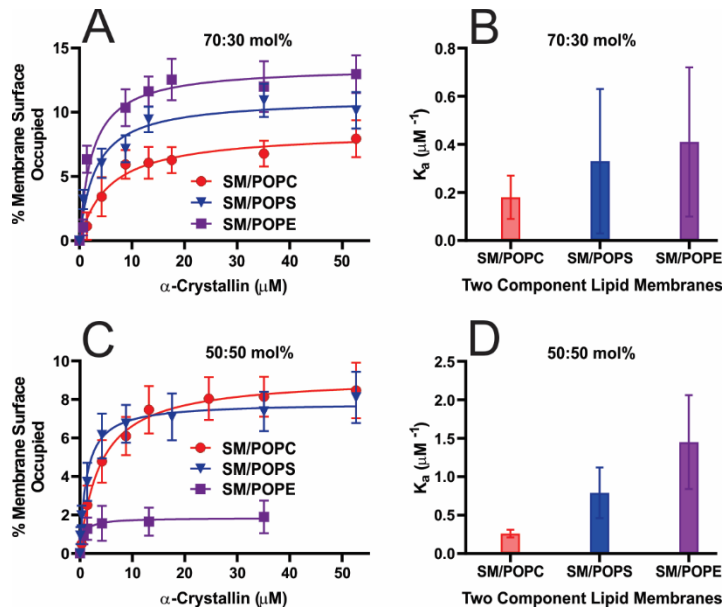 A
15
10
5
0
% Membrane Surface
Occupied
SM/POPC
SM/POPS
SM/POPE
0 10 20 30 40 50
α-Crystallin (μM)
B
70:30 mol%
0.8
0.6
0.4
0.2
0.0
Ka (μM -1)
SM/POPC SM/POPS SM/POPE
Two Component Lipid Membranes
70:30 mol%
C
50:50 mol%
10
8
6
4
2
0
% Membrane Surface
Occupied
SM/POPC
SM/POPS
SM/POPE
0 10 20 30 40 50
α-Crystallin (μM)
D
50:50 mol%
2.5
2.0
1.5
1.0
0.5
0.0
Ka (μM -1)
SM/POPC SM/POPS SM/POPE
Two Component Lipid Membranes